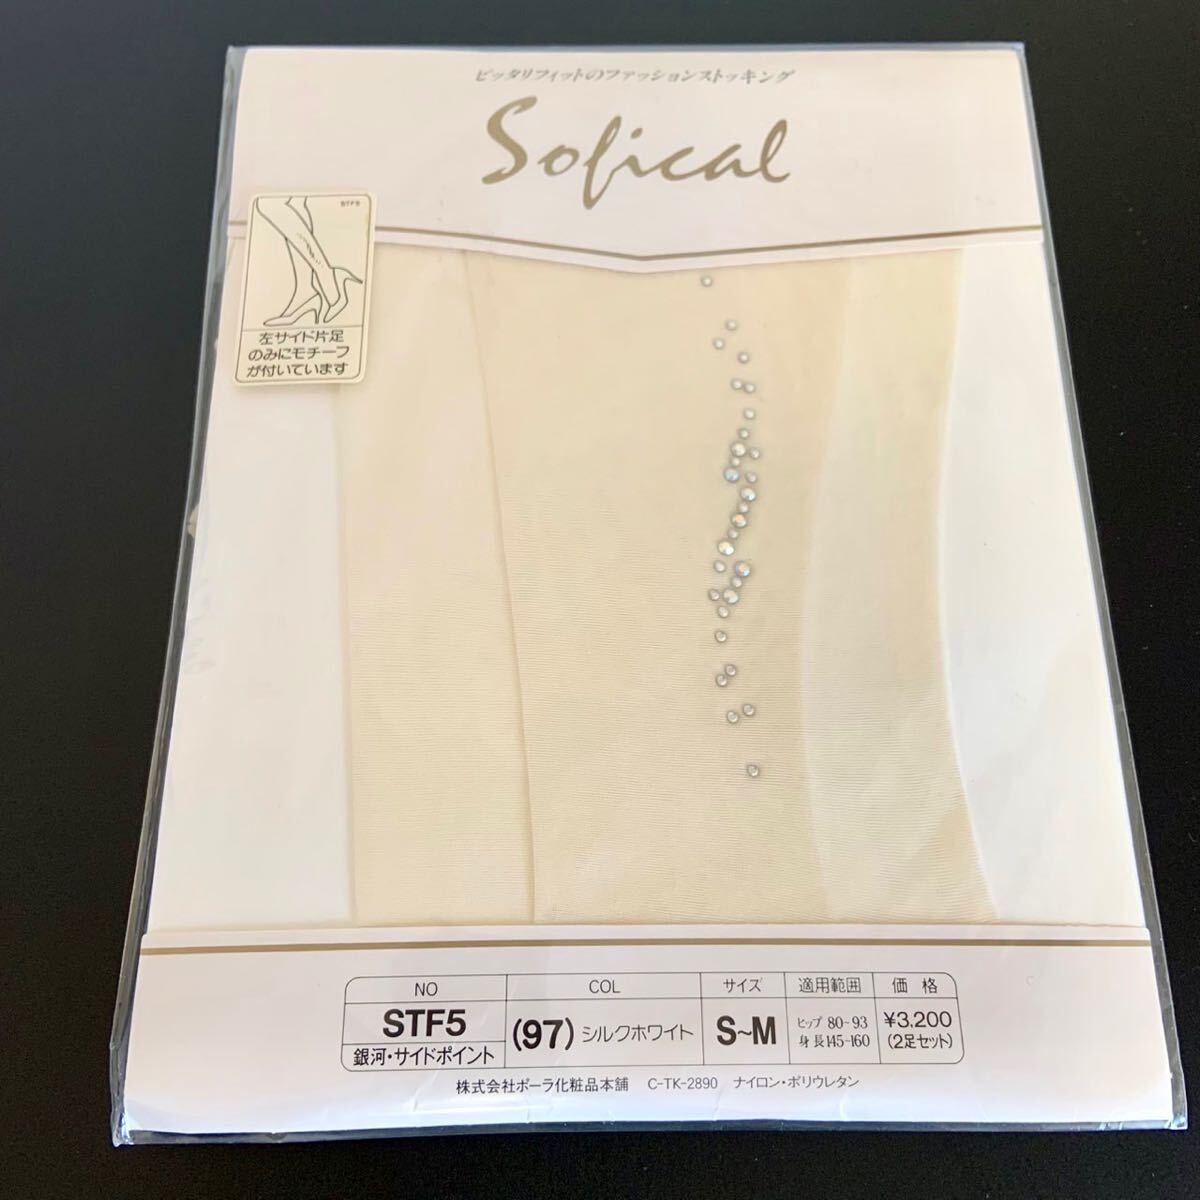 ピッタリフィットのファッションストッキング
Sofical
STF5
左サイド片足
のみにモチーフ
が付いています
NO COL サイズ 適用範囲 価格
STF5 (97) シルクホワイト S~M ヒップ 80~93 ¥3,200
銀河・サイドポイント 身長145~160 (2足セット)
株式会社ポーラ化粧品本舗 C-TK-2890 ナイロン・ポリウレタン